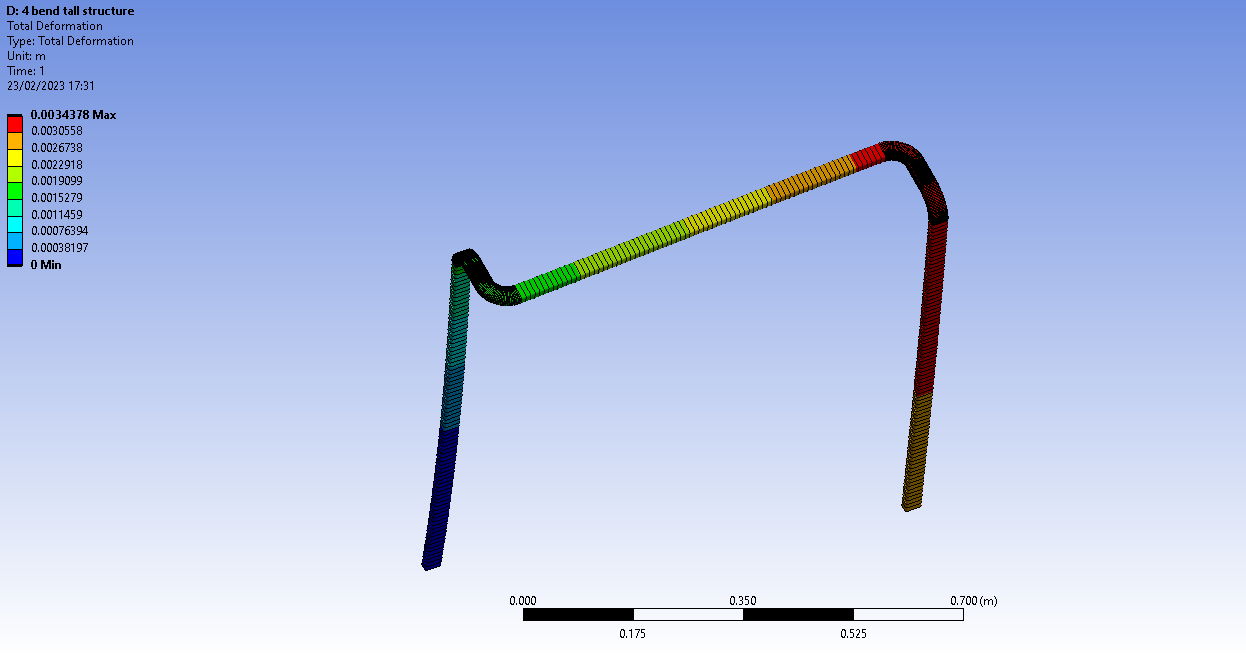 D: 4 bend tall structure
Total Deformation
Type: Total Deformation
Unit: m
Time: 1
23/02/2023 17:31
0.0034378 Max
0.0030558
0.0026738
0.0022918
0.0019099
0.0015279
0.0011459
0.00076394
0.00038197
0 Min
0.000 0.350 0.700 (m)
0.175 0.525